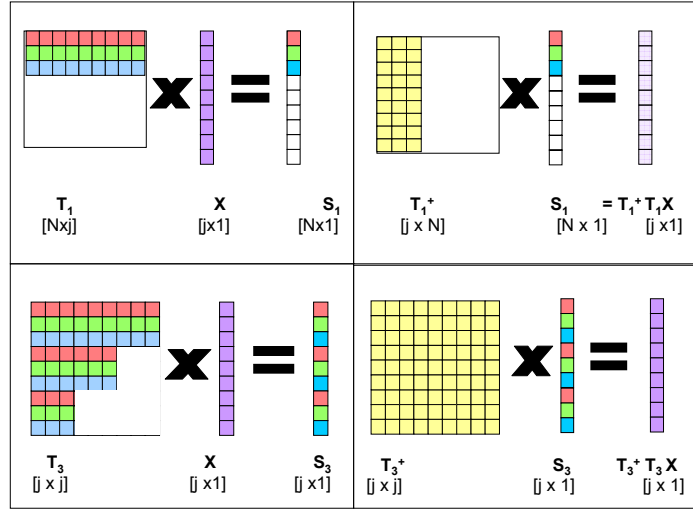 x =
T₁ X S₁
[Nxj] [jx1] [Nx1]
x =
T₁⁺ S₁ = T₁⁺ T₁X
[j x N] [N x 1] [j x1]
x =
T₃ X S₃
[j x j] [j x1] [j x1]
x =
T₃⁺ S₃ T₃⁺ T₃ X
[j x j] [j x 1] [j x 1]